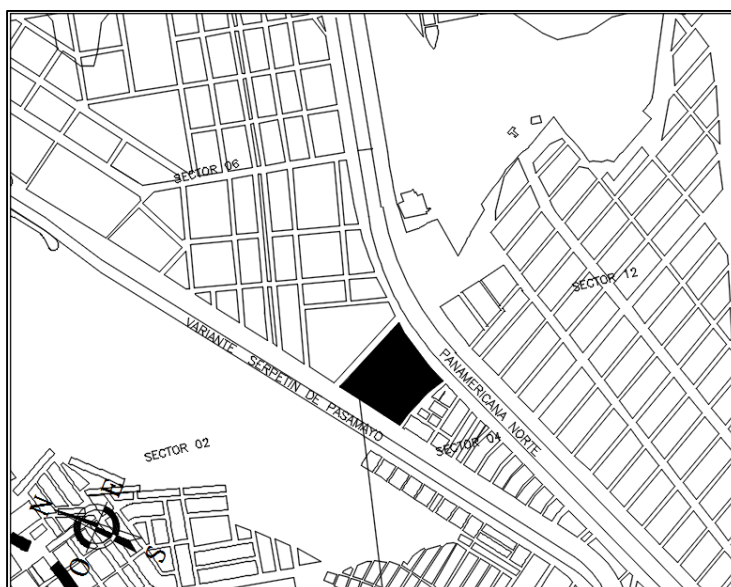 SECTOR 06
SECTOR 12
VARIANTE SERPETIN DE PASAMAYO
PANAMERICANA NORTE
SECTOR 04
SECTOR 02
N
E
O
S